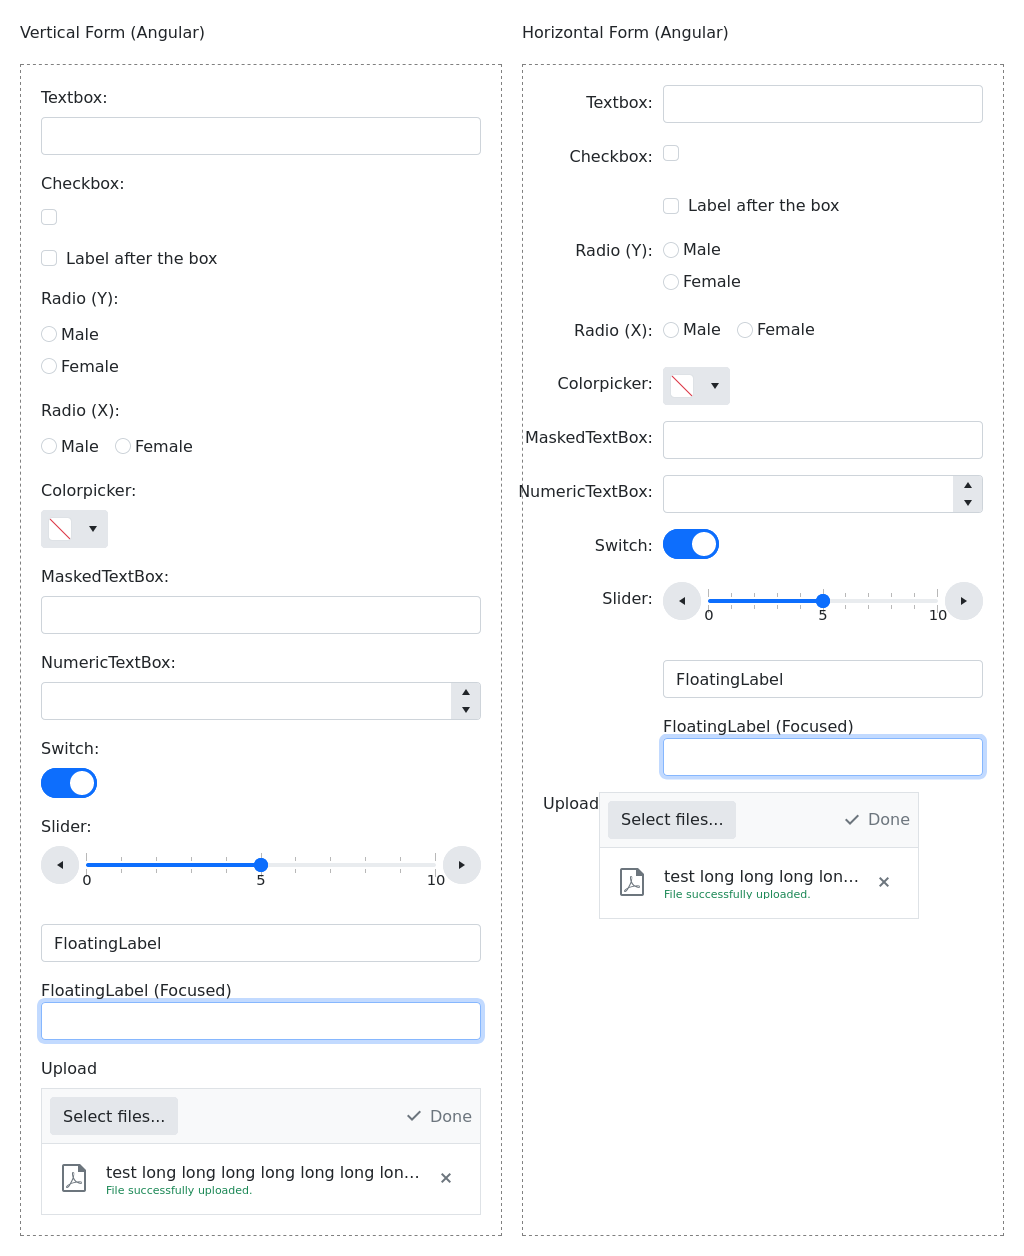 Vertical Form (Angular)
Textbox:
Checkbox:
Label after the box
Radio (Y):
Male
Female
Radio (X):
Male Female
Colorpicker:
MaskedTextBox:
NumericTextBox:
Switch:
Slider:
0 5 10
FloatingLabel
FloatingLabel (Focused)
Upload
Select files... Done
test long long long long long long lon...
File successfully uploaded.
Horizontal Form (Angular)
Textbox:
Checkbox:
Label after the box
Radio (Y): Male
Female
Radio (X): Male Female
Colorpicker:
MaskedTextBox:
NumericTextBox:
Switch:
Slider:
0 5 10
FloatingLabel
FloatingLabel (Focused)
Upload Select files... Done
test long long long lon...
File successfully uploaded.